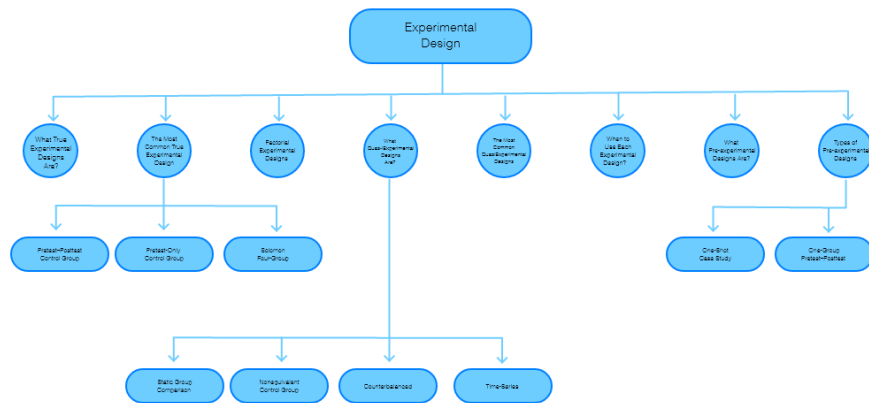 Experimental
Design
What True
Experimental
Designs
Are?
The Most
Common True
Experimental
Design
Factorial
Experimental
Designs
What
Quasi-Experimental
Designs
Are?
The Most
Common Quasi-Experimental
Designs
When to
Use Each
Experimental
Design?
What
Pre-experimental
Designs Are?
Types of
Pre-experimental
Designs
Pretest-Posttest
Control Group
Pretest-Only
Control Group
Solomon
Four-Group
One-Shot
Case Study
One-Group
Pretest-Posttest
Static Group
Comparison
Nonequivalent
Control Group
Counterbalanced
Time-Series